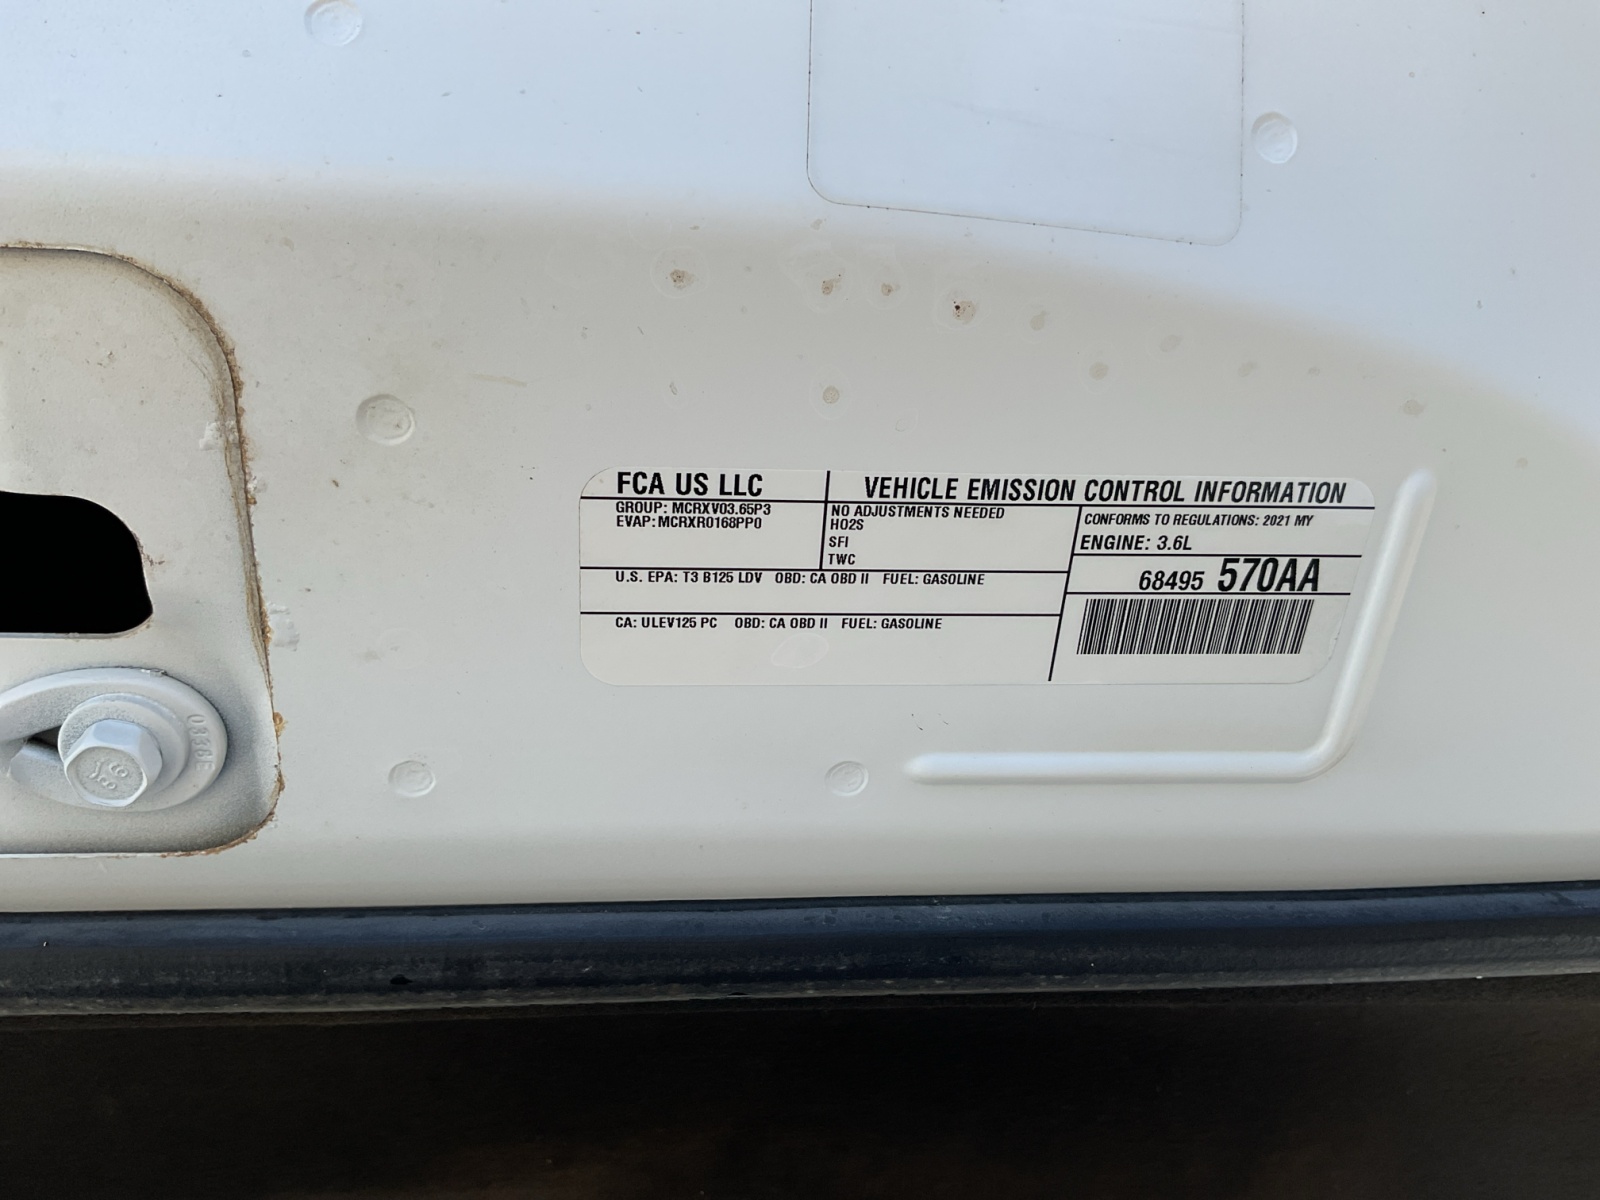 FCA US LLC
VEHICLE EMISSION CONTROL INFORMATION
GROUP: MCRXV03.65P3
EVAP: MCRXR0168PP0
NO ADJUSTMENTS NEEDED
HO2S
SFI
TWC
CONFORMS TO REGULATIONS: 2021 MY
ENGINE: 3.6L
68495 570AA
U.S. EPA: T3 B125 LDV OBD: CA OBD II FUEL: GASOLINE
CA: ULEV125 PC OBD: CA OBD II FUEL: GASOLINE